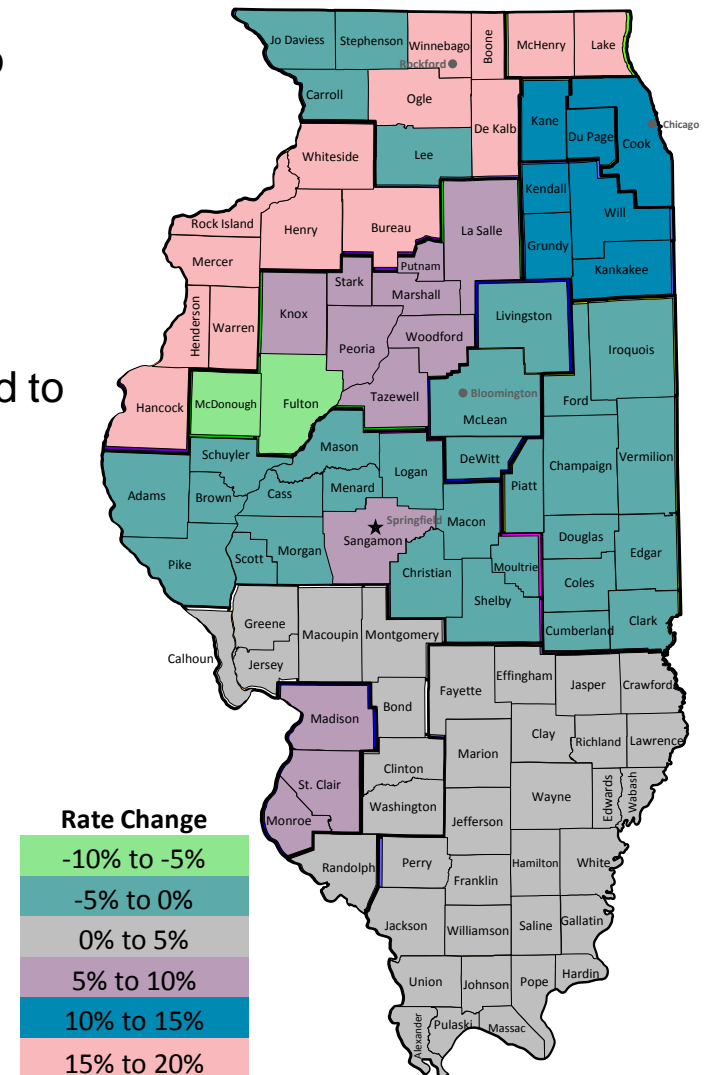 o
d to
Jo Daviess
Stephenson
Winnebago
Boone
McHenry
Lake
Rockford
Carroll
Ogle
De Kalb
Kane
Du Page
Cook
Chicago
Whiteside
Lee
Kendall
Will
Rock Island
Henry
Bureau
La Salle
Grundy
Mercer
Putnam
Kankakee
Stark
Marshall
Henderson
Warren
Knox
Peoria
Woodford
Livingston
Iroquois
Hancock
McDonough
Fulton
Tazewell
Bloomington
McLean
Ford
Schuyler
Mason
Logan
DeWitt
Champaign
Vermilion
Adams
Brown
Cass
Menard
Piatt
Springfield
Sangamon
Macon
Douglas
Edgar
Pike
Scott
Morgan
Christian
Moultrie
Coles
Shelby
Cumberland
Clark
Greene
Macoupin
Montgomery
Calhoun
Jersey
Fayette
Effingham
Jasper
Crawford
Madison
Bond
Clay
Richland
Lawrence
Marion
St. Clair
Clinton
Wayne
Edwards
Wabash
Monroe
Washington
Jefferson
Randolph
Perry
Franklin
Hamilton
White
Jackson
Williamson
Saline
Gallatin
Union
Johnson
Pope
Hardin
Alexander
Pulaski
Massac
Rate Change
-10% to -5%
-5% to 0%
0% to 5%
5% to 10%
10% to 15%
15% to 20%